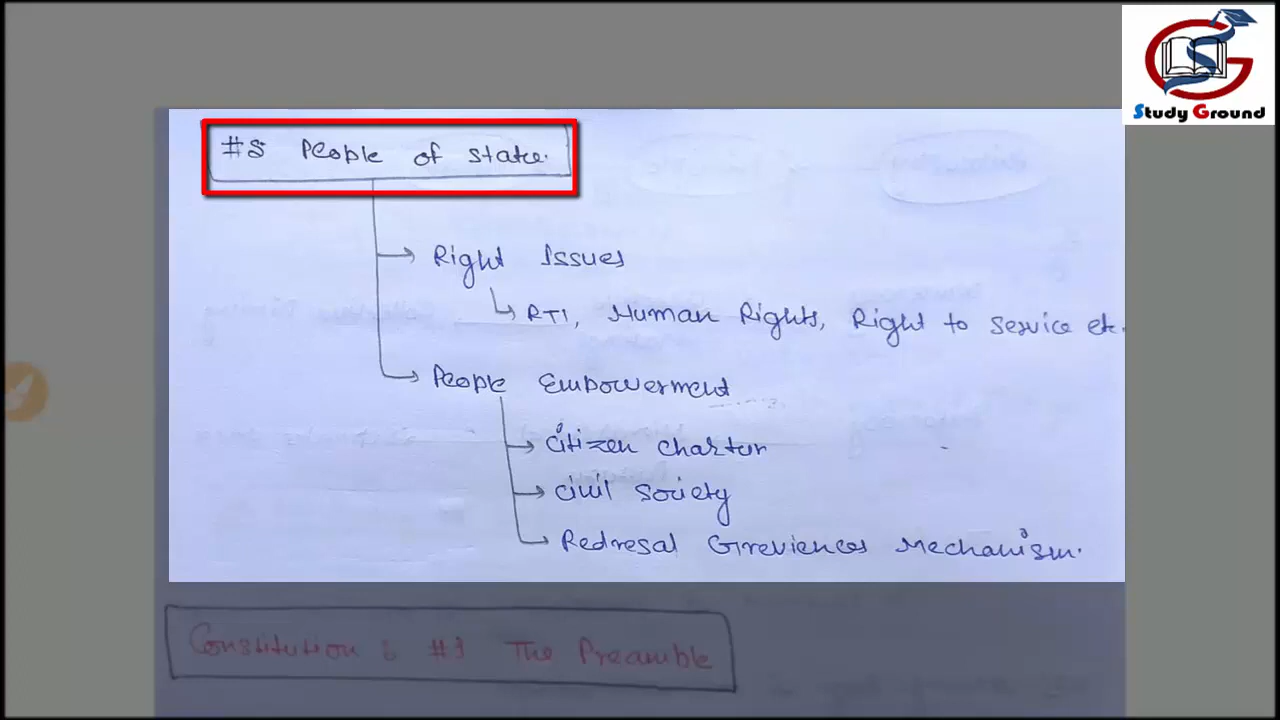 Study Ground
#5 People of state.
Right Issues
RTI, Human Rights, Right to service etc.
People Empowerment
Citizen Charter
Civil Society
Redresal Greviences Mechanism.
Constitution : #1 The Preamble